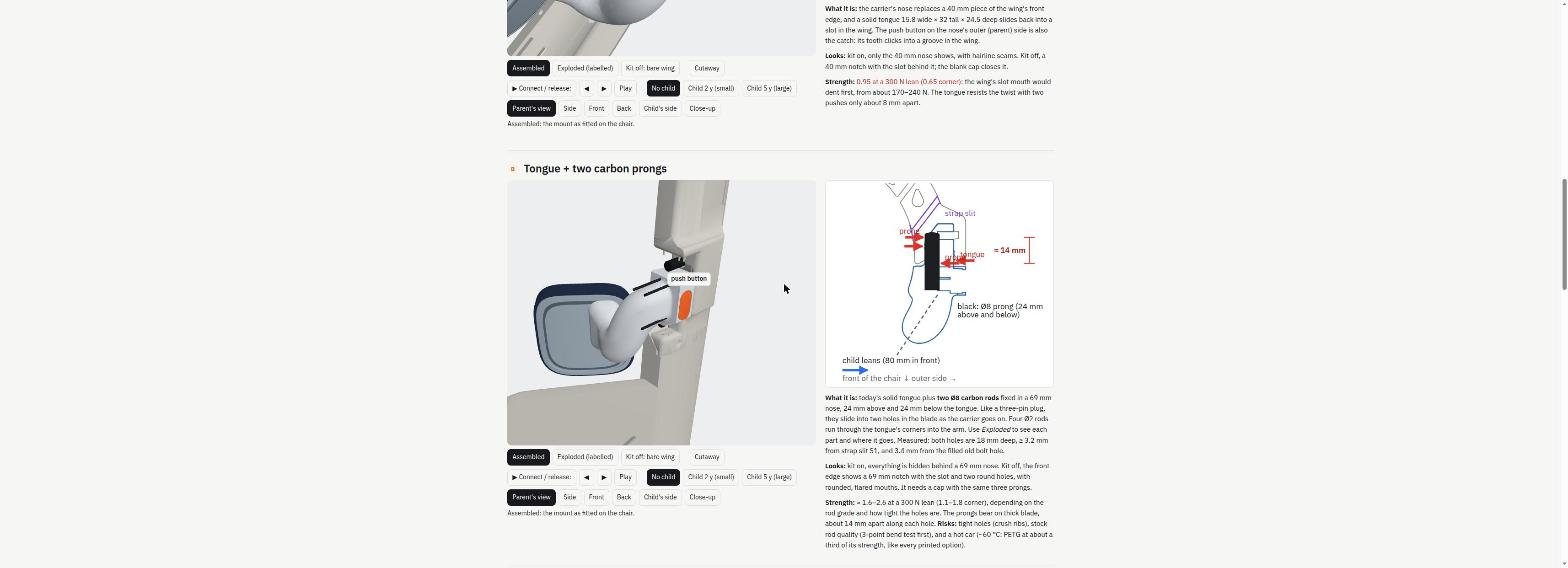 What it is: the carrier's nose replaces a 40 mm piece of the wing's front
edge, and a solid tongue 15.8 wide × 32 tall × 24.5 deep slides back into a
slot in the wing. The push button on the nose's outer (parent) side is also
the catch: its tooth clicks into a groove in the wing.
Looks: kit on, only the 40 mm nose shows, with hairline seams. Kit off, a
40 mm notch with the slot behind it; the blank cap closes it.
Strength: 0.95 at a 300 N lean (0.65 corner): the wing's slot mouth would
dent first, from about 170–240 N. The tongue resists the twist with two
pushes only about 8 mm apart.
Assembled
Exploded (labelled)
Kit off: bare wing
Cutaway
▶ Connect / release:
◀
▶
Play
No child
Child 2 y (small)
Child 5 y (large)
Parent's view
Side
Front
Back
Child's side
Close-up
Assembled: the mount as fitted on the chair.
Tongue + two carbon prongs
push button
strap slit
prong
tongue
≈ 14 mm
black: Ø8 prong (24 mm
above and below)
child leans (80 mm in front)
front of the chair ↓ outer side →
Assembled
Exploded (labelled)
Kit off: bare wing
Cutaway
▶ Connect / release:
◀
▶
Play
No child
Child 2 y (small)
Child 5 y (large)
Parent's view
Side
Front
Back
Child's side
Close-up
Assembled: the mount as fitted on the chair.
What it is: today's solid tongue plus two Ø8 carbon rods fixed in a 69 mm
nose, 24 mm above and 24 mm below the tongue. Like a three-pin plug,
they slide into two holes in the blade as the carrier goes on. Four Ø2 rods
run through the tongue's corners into the arm. Use Exploded to see each
part and where it goes. Measured: both holes are 18 mm deep, ≥ 3.2 mm
from strap slit S1, and 3.4 mm from the filled old bolt hole.
Looks: kit on, everything is hidden behind a 69 mm nose. Kit off, the front
edge shows a 69 mm notch with the slot and two round holes, with
rounded, flared mouths. It needs a cap with the same three prongs.
Strength: ≈ 1.6–2.6 at a 300 N lean (1.1–1.8 corner), depending on the
rod grade and how tight the holes are. The prongs bear on thick blade,
about 14 mm apart along each hole. Risks: tight holes (crush ribs), stock
rod quality (3-point bend test first), and a hot car (~60 °C: PETG at about a
third of its strength, like every printed option).